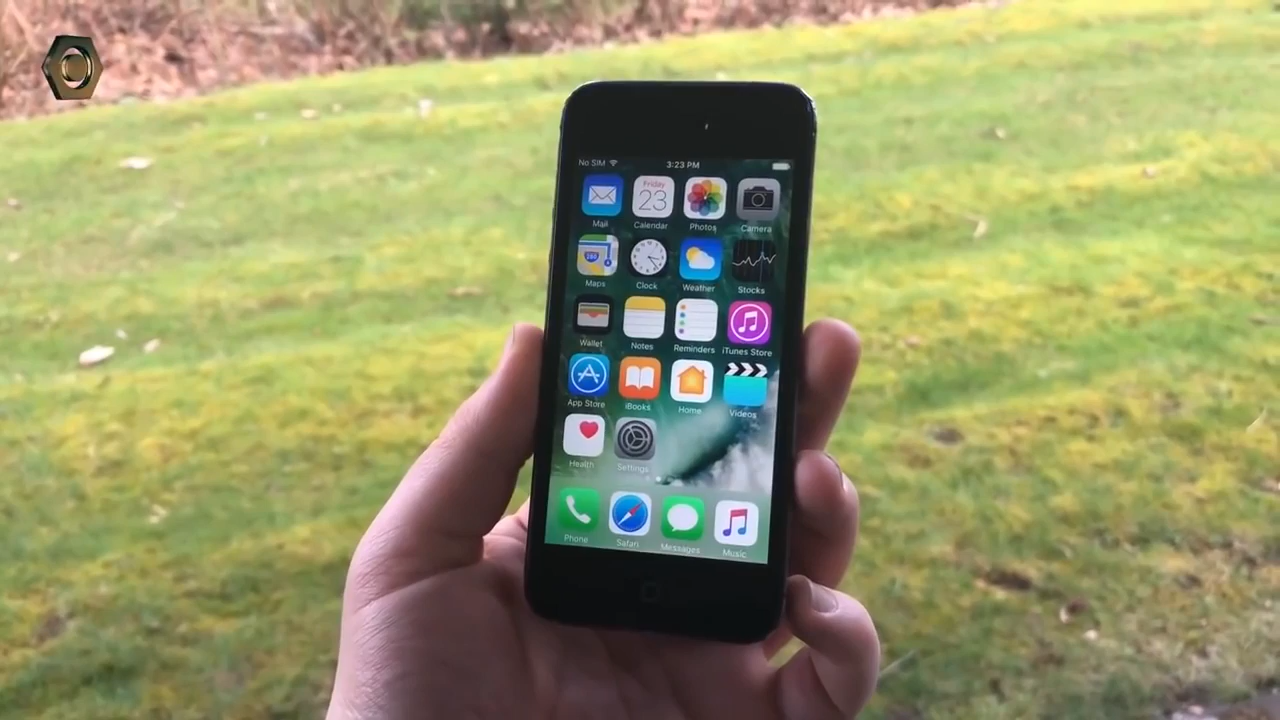 No SIM 3:23 PM
Friday
23
Mail Calendar Photos Camera
280
Maps Clock Weather Stocks
Wallet Notes Reminders iTunes Store
App Store iBooks Home Videos
Health Settings
Phone Safari Messages Music